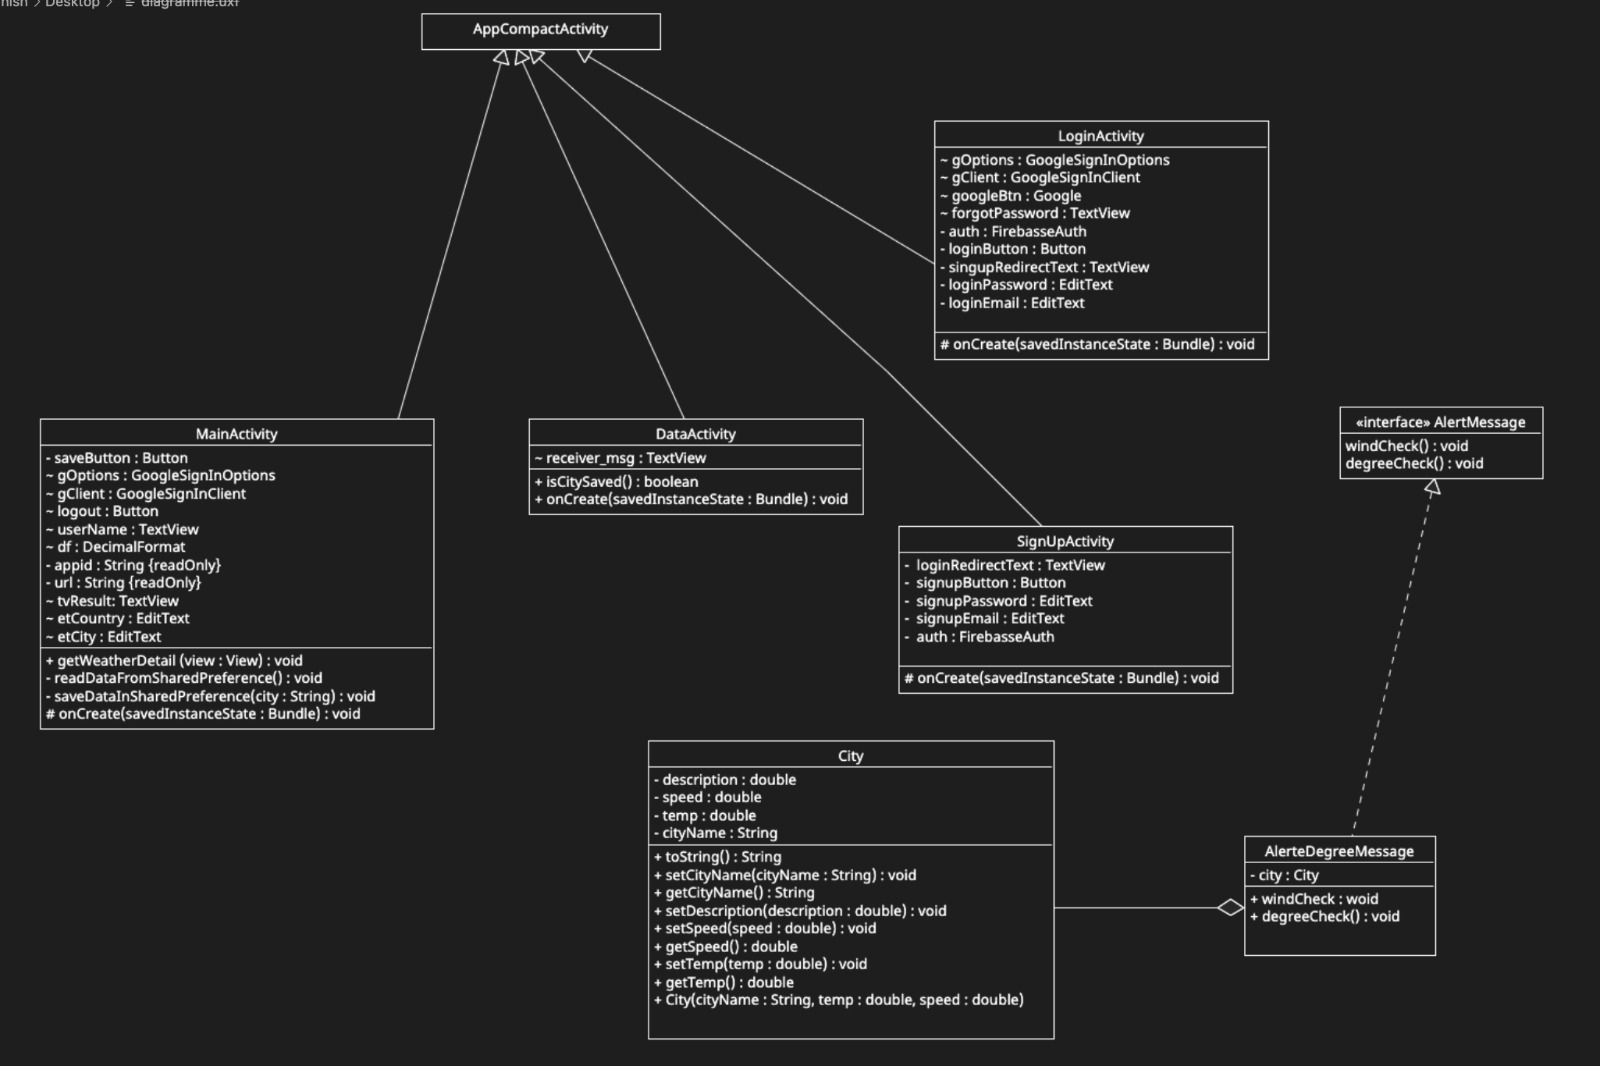 Desktop > diagramme.uxf
AppCompactActivity
LoginActivity
~ gOptions : GoogleSignInOptions
~ gClient : GoogleSignInClient
~ googleBtn : Google
~ forgotPassword : TextView
- auth : FirebasseAuth
- loginButton : Button
- singupRedirectText : TextView
- loginPassword : EditText
- loginEmail : EditText
# onCreate(savedInstanceState : Bundle) : void
MainActivity
- saveButton : Button
~ gOptions : GoogleSignInOptions
~ gClient : GoogleSignInClient
~ logout : Button
~ userName : TextView
~ df : DecimalFormat
- appid : String {readOnly}
- url : String {readOnly}
~ tvResult: TextView
~ etCountry : EditText
~ etCity : EditText
+ getWeatherDetail (view : View) : void
- readDataFromSharedPreference() : void
- saveDataInSharedPreference(city : String) : void
# onCreate(savedInstanceState : Bundle) : void
DataActivity
~ receiver_msg : TextView
+ isCitySaved() : boolean
+ onCreate(savedInstanceState : Bundle) : void
«interface» AlertMessage
windCheck() : void
degreeCheck() : void
SignUpActivity
- loginRedirectText : TextView
- signupButton : Button
- signupPassword : EditText
- signupEmail : EditText
- auth : FirebasseAuth
# onCreate(savedInstanceState : Bundle) : void
City
- description : double
- speed : double
- temp : double
- cityName : String
+ toString() : String
+ setCityName(cityName : String) : void
+ getCityName() : String
+ setDescription(description : double) : void
+ setSpeed(speed : double) : void
+ getSpeed() : double
+ setTemp(temp : double) : void
+ getTemp() : double
+ City(cityName : String, temp : double, speed : double)
AlerteDegreeMessage
- city : City
+ windCheck : woid
+ degreeCheck() : void